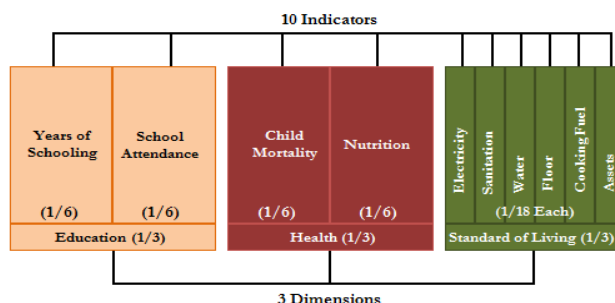 10 Indicators
Years of
Schooling
(1/6)
School
Attendance
(1/6)
Education (1/3)
Child
Mortality
(1/6)
Nutrition
(1/6)
Health (1/3)
Electricity
Sanitation
Water
Floor
Cooking Fuel
Assets
(1/18 Each)
Standard of Living (1/3)
3 Dimensions